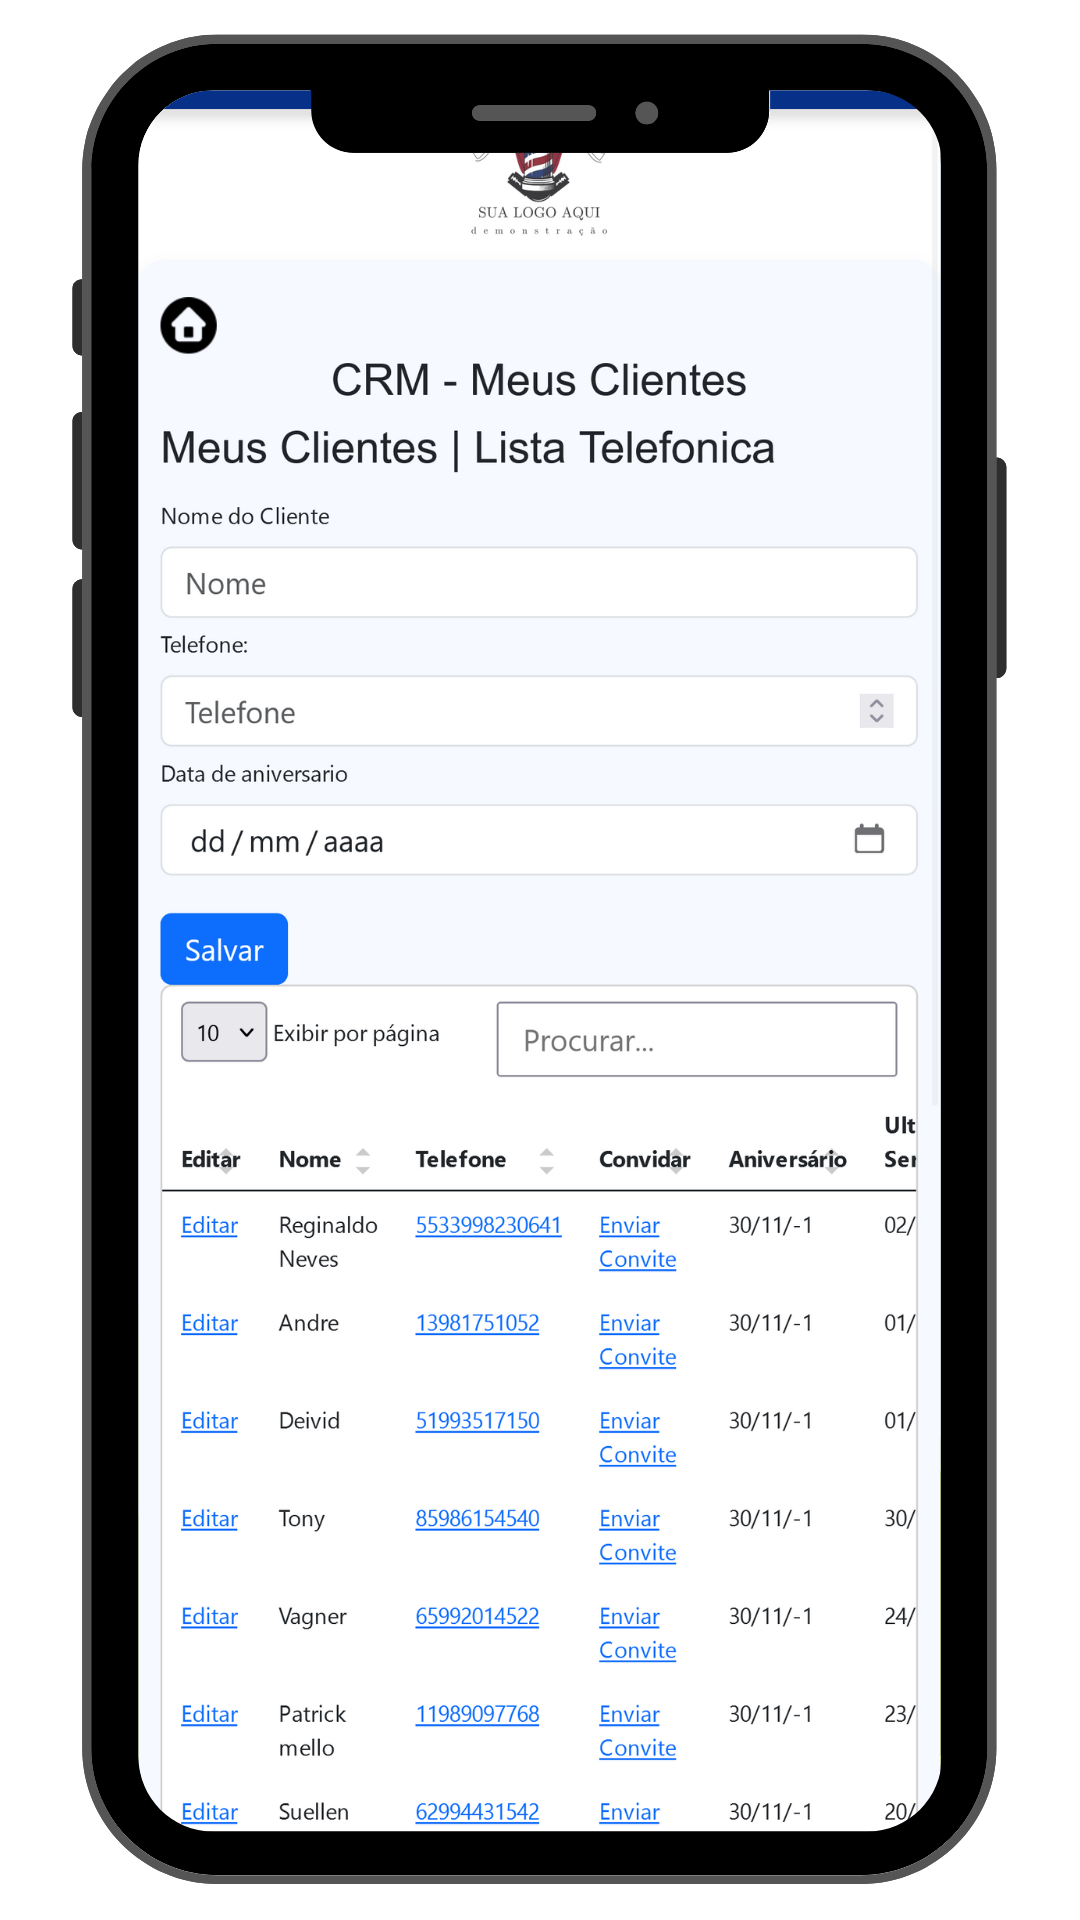 SUA LOGO AQUI
demonstração
CRM - Meus Clientes
Meus Clientes | Lista Telefonica
Nome do Cliente
Nome
Telefone:
Telefone
Data de aniversario
dd/mm/aaaa
Salvar
10 Exibir por página Procurar...
Ult
Editar Nome Telefone Convidar Aniversário Ser
Editar Reginaldo 5533998230641 Enviar 30/11/-1 02/
Neves Convite
Editar Andre 13981751052 Enviar 30/11/-1 01/
Convite
Editar Deivid 51993517150 Enviar 30/11/-1 01/
Convite
Editar Tony 85986154540 Enviar 30/11/-1 30/
Convite
Editar Vagner 65992014522 Enviar 30/11/-1 24/
Convite
Editar Patrick 11989097768 Enviar 30/11/-1 23/
mello Convite
Editar Suellen 62994431542 Enviar 30/11/-1 20/